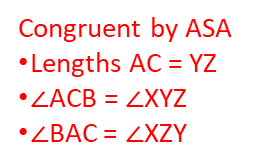 Congruent by ASA
•Lengths AC = YZ
•∠ACB = ∠XYZ
•∠BAC = ∠XZY